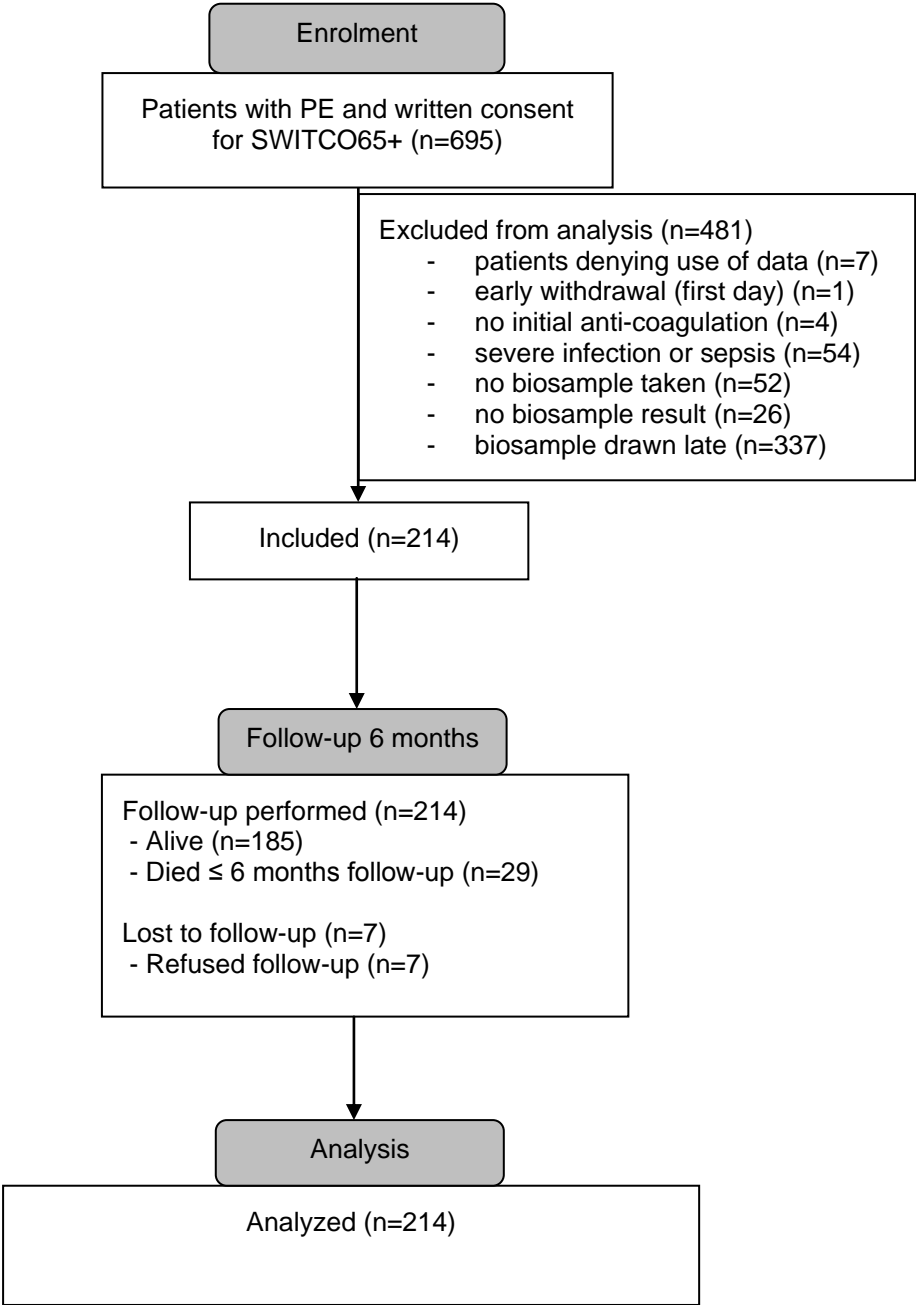 Enrolment
Patients with PE and written consent
for SWITCO65+ (n=695)
Excluded from analysis (n=481)
- patients denying use of data (n=7)
- early withdrawal (first day) (n=1)
- no initial anti-coagulation (n=4)
- severe infection or sepsis (n=54)
- no biosample taken (n=52)
- no biosample result (n=26)
- biosample drawn late (n=337)
Included (n=214)
Follow-up 6 months
Follow-up performed (n=214)
- Alive (n=185)
- Died ≤ 6 months follow-up (n=29)
Lost to follow-up (n=7)
- Refused follow-up (n=7)
Analysis
Analyzed (n=214)